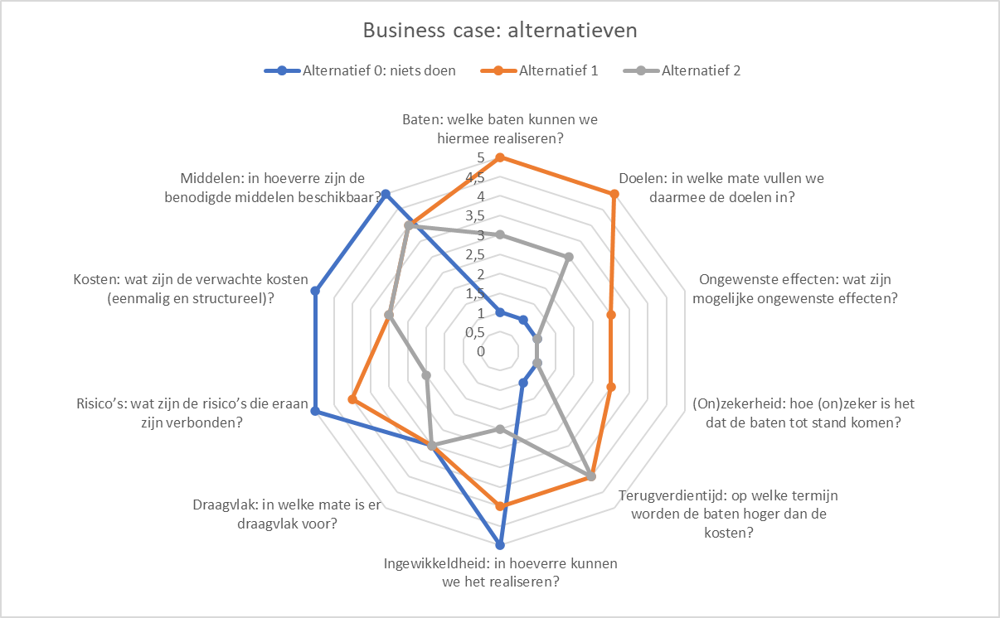 Business case: alternatieven
Alternatief 0: niets doen
Alternatief 1
Alternatief 2
Baten: welke baten kunnen we
hiermee realiseren?
Doelen: in welke mate vullen we
daarmee de doelen in?
Ongewenste effecten: wat zijn
mogelijke ongewenste effecten?
(On)zekerheid: hoe (on)zeker is het
dat de baten tot stand komen?
Terugverdientijd: op welke termijn
worden de baten hoger dan de
kosten?
Ingewikkeldheid: in hoeverre kunnen
we het realiseren?
Draagvlak: in welke mate is er
draagvlak voor?
Risico's: wat zijn de risico's die eraan
zijn verbonden?
Kosten: wat zijn de verwachte kosten
(eenmalig en structureel)?
Middelen: in hoeverre zijn de
benodigde middelen beschikbaar?
5
4,5
4
3,5
3
2,5
2
1,5
1
0,5
0